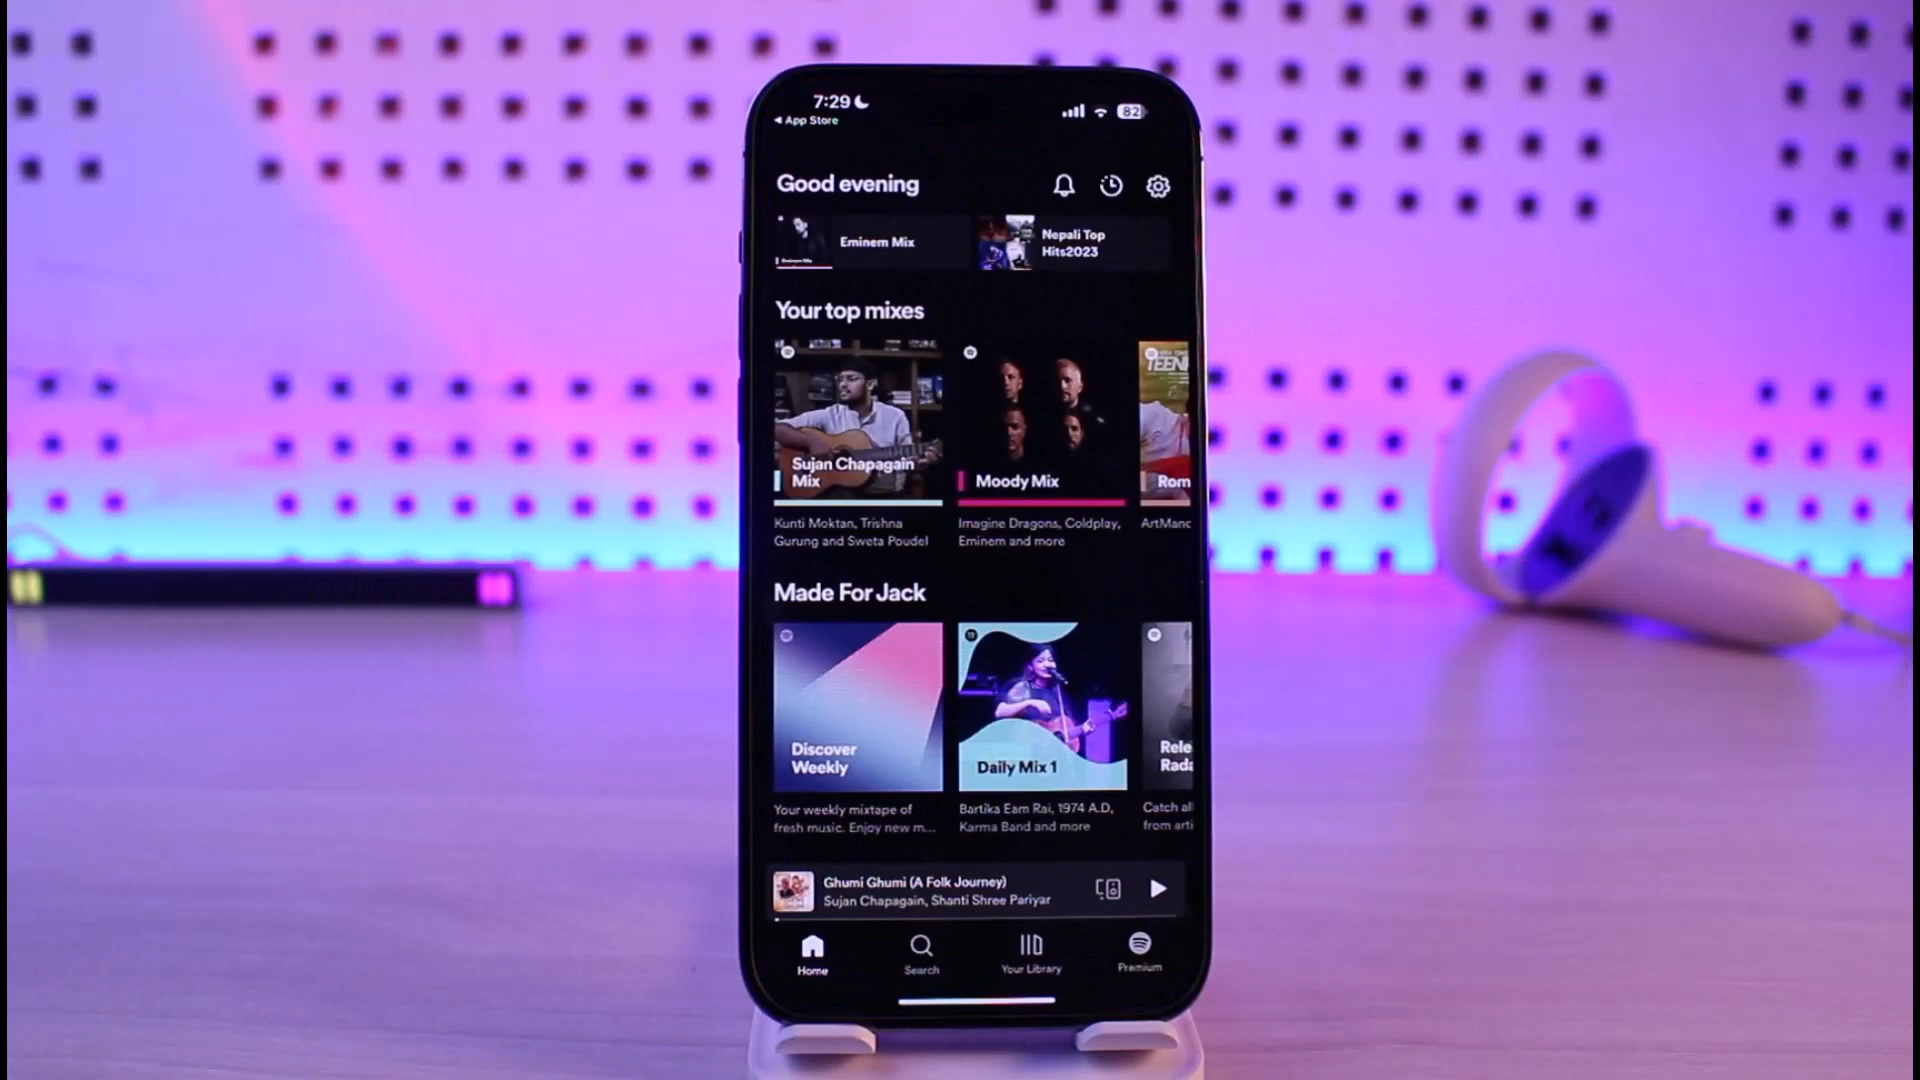 7:29
82
◀ App Store
Good evening
Eminem Mix
Nepali Top
Hits2023
Your top mixes
TEEN
Sujan Chapagain
Mix
Moody Mix
Rom
Kunti Moktan, Trishna
Gurung and Sweta Poudel
Imagine Dragons, Coldplay,
Eminem and more
ArtManc
Made For Jack
Discover
Weekly
Daily Mix 1
Rele
Rada
Your weekly mixtape of
fresh music. Enjoy new m...
Bartika Eam Rai, 1974 A.D,
Karma Band and more
Catch al
from arti
Ghumi Ghumi (A Folk Journey)
Sujan Chapagain, Shanti Shree Pariyar
Home
Search
Your Library
Premium